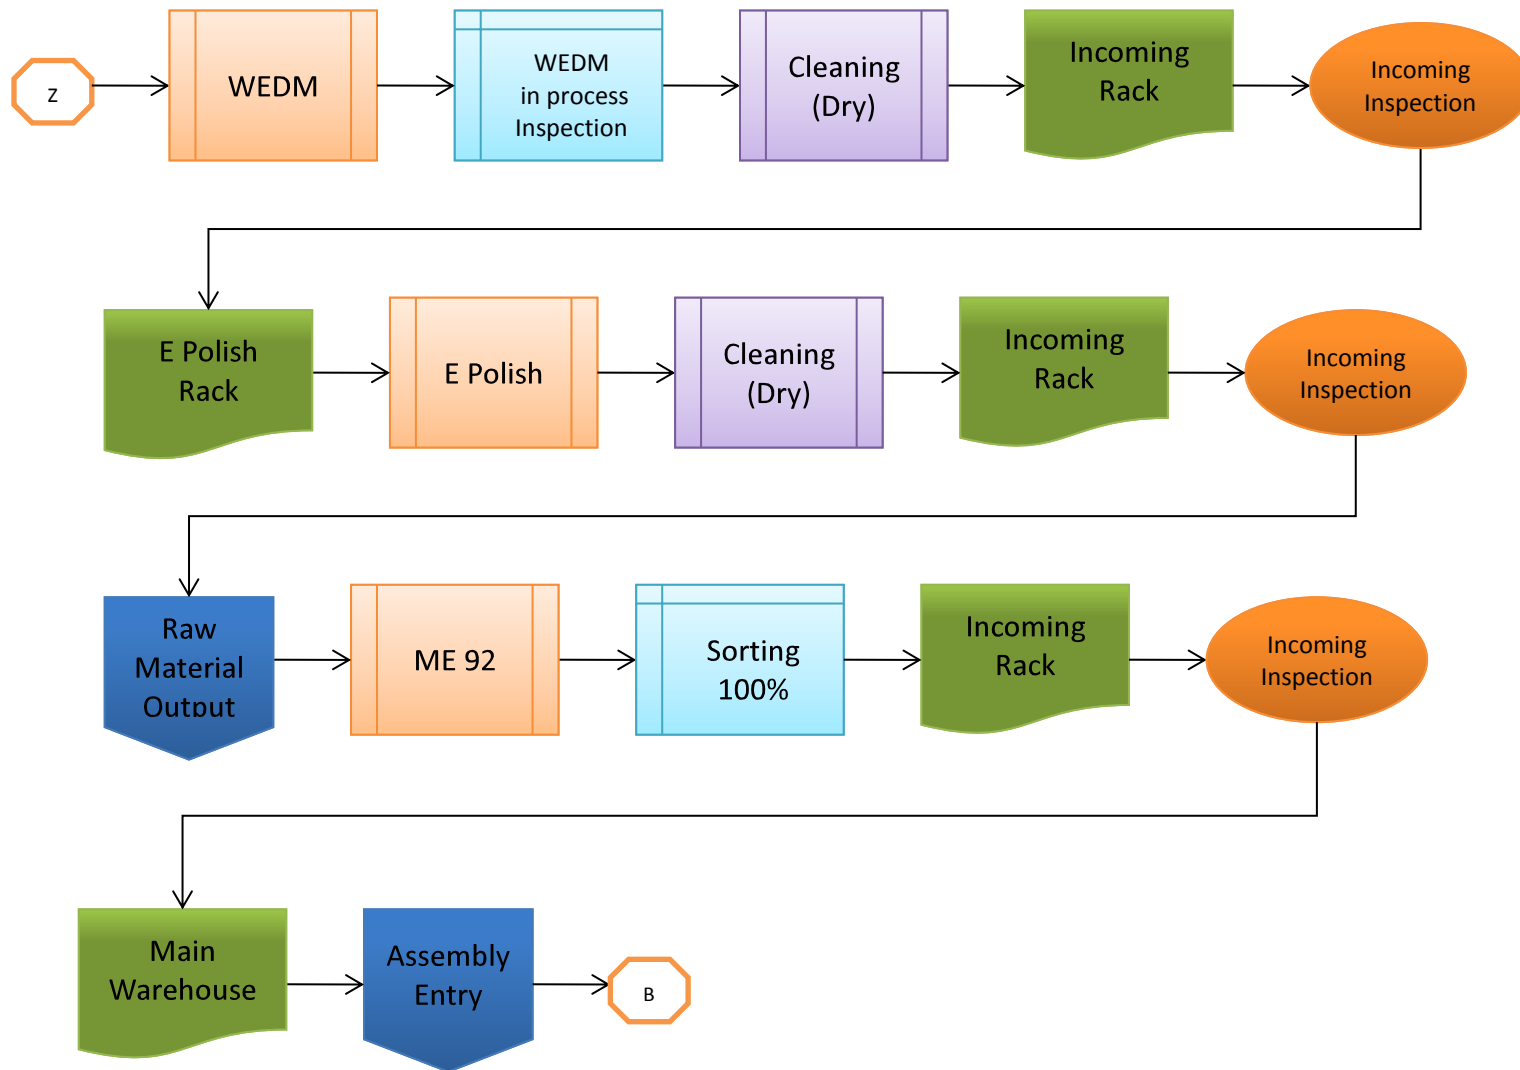 Z
WEDM
WEDM
in process
Inspection
Cleaning
(Dry)
Incoming
Rack
Incoming
Inspection
E Polish
Rack
E Polish
Cleaning
(Dry)
Incoming
Rack
Incoming
Inspection
Raw
Material
Output
ME 92
Sorting
100%
Incoming
Rack
Incoming
Inspection
Main
Warehouse
Assembly
Entry
B